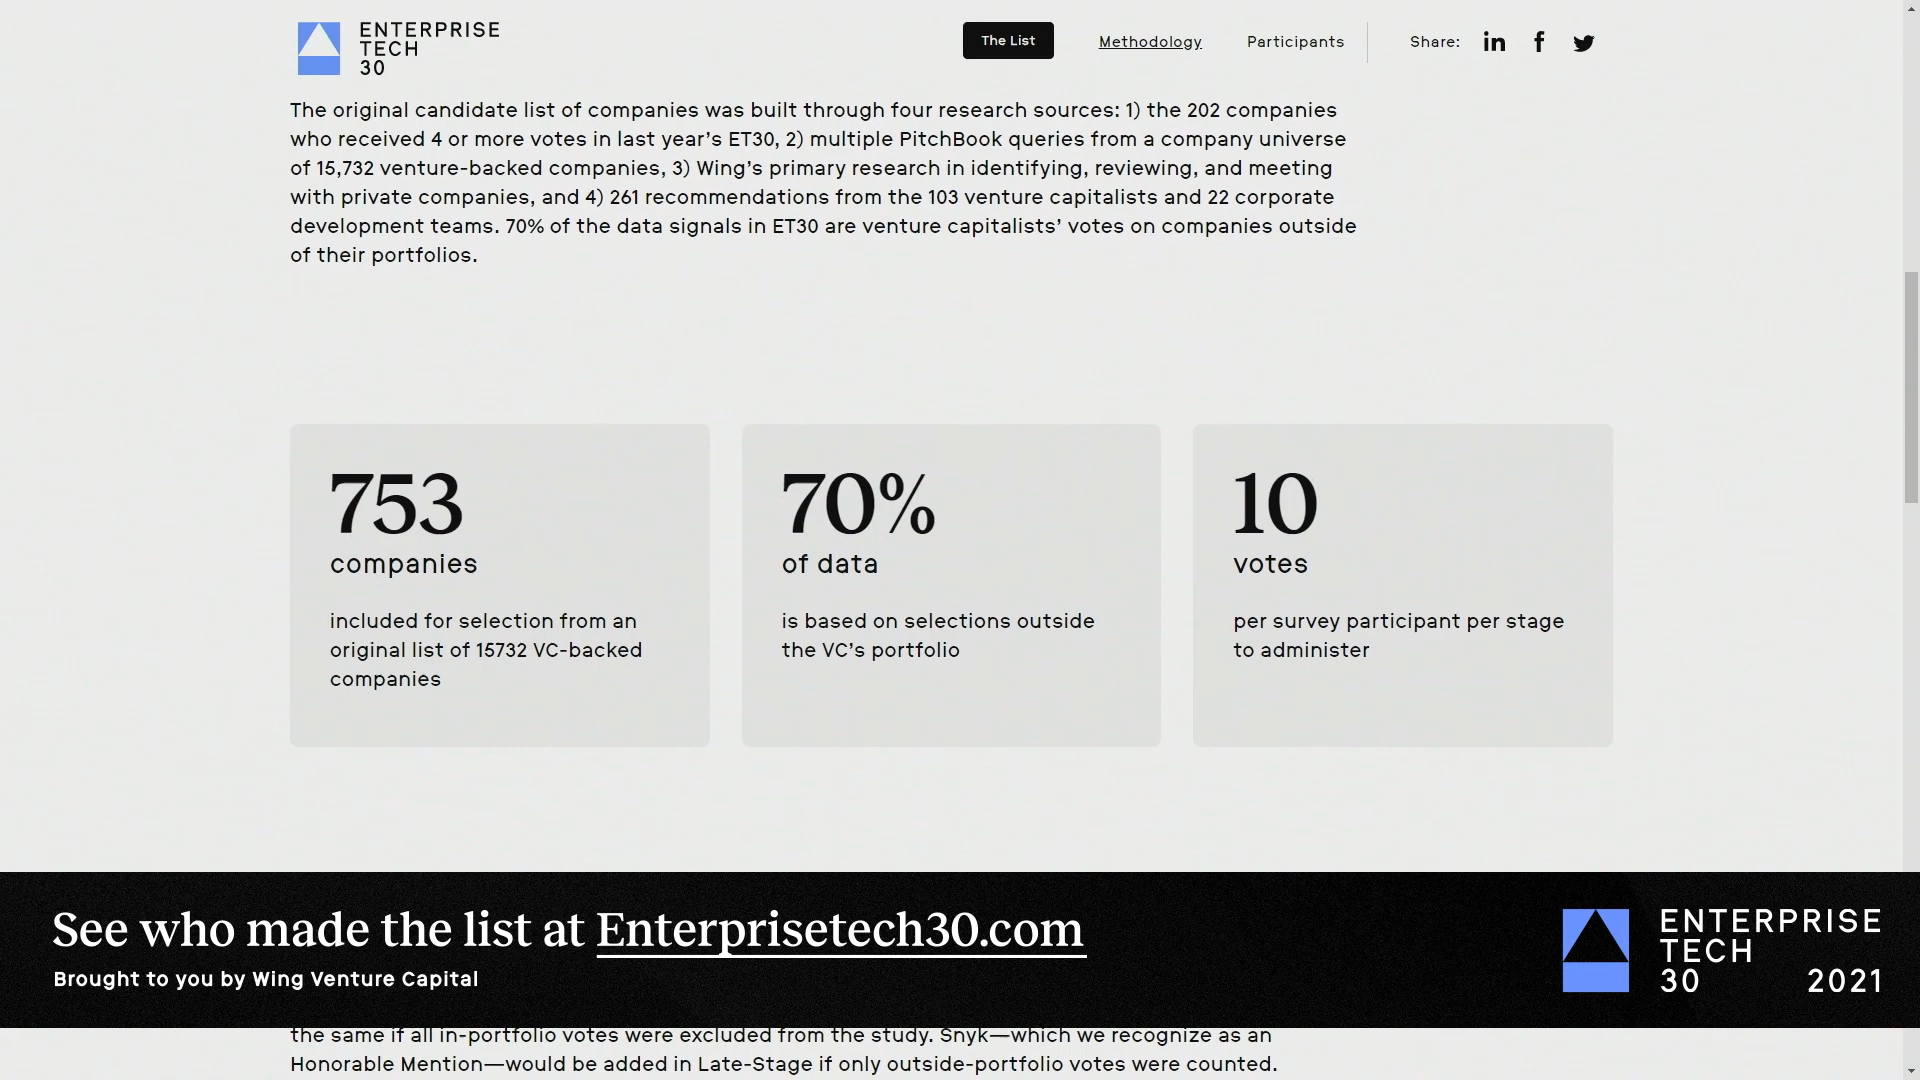 ENTERPRISE
TECH
30
The List
Methodology
Participants
Share:
The original candidate list of companies was built through four research sources: 1) the 202 companies
who received 4 or more votes in last year’s ET30, 2) multiple PitchBook queries from a company universe
of 15,732 venture-backed companies, 3) Wing’s primary research in identifying, reviewing, and meeting
with private companies, and 4) 261 recommendations from the 103 venture capitalists and 22 corporate
development teams. 70% of the data signals in ET30 are venture capitalists’ votes on companies outside
of their portfolios.
753
companies
included for selection from an
original list of 15732 VC-backed
companies
70%
of data
is based on selections outside
the VC’s portfolio
10
votes
per survey participant per stage
to administer
See who made the list at Enterprisetech30.com
Brought to you by Wing Venture Capital
ENTERPRISE
TECH
30 2021
the same if all in-portfolio votes were excluded from the study. Snyk—which we recognize as an
Honorable Mention—would be added in Late-Stage if only outside-portfolio votes were counted.